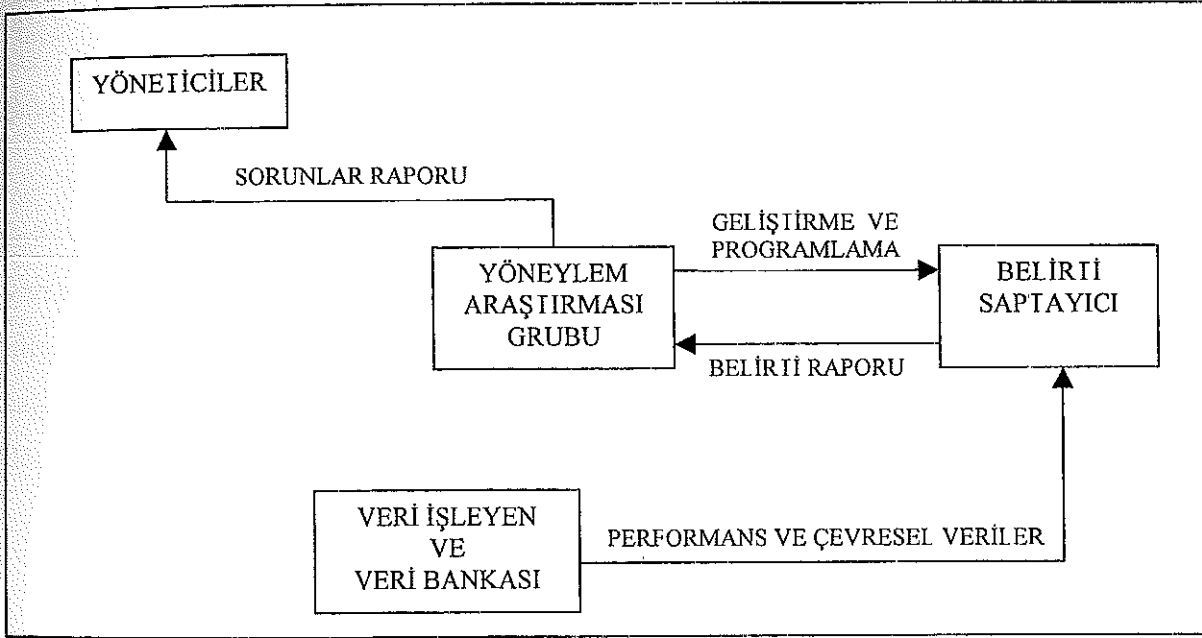 YÖNETİCİLER
SORUNLAR RAPORU
GELİŞTİRME VE
PROGRAMLAMA
YÖNEYLEM
ARAŞTIRMASI
GRUBU
BELİRTİ
SAPTAYICI
BELİRTİ RAPORU
VERİ İŞLEYEN
VE
VERİ BANKASI
PERFORMANS VE ÇEVRESEL VERİLER